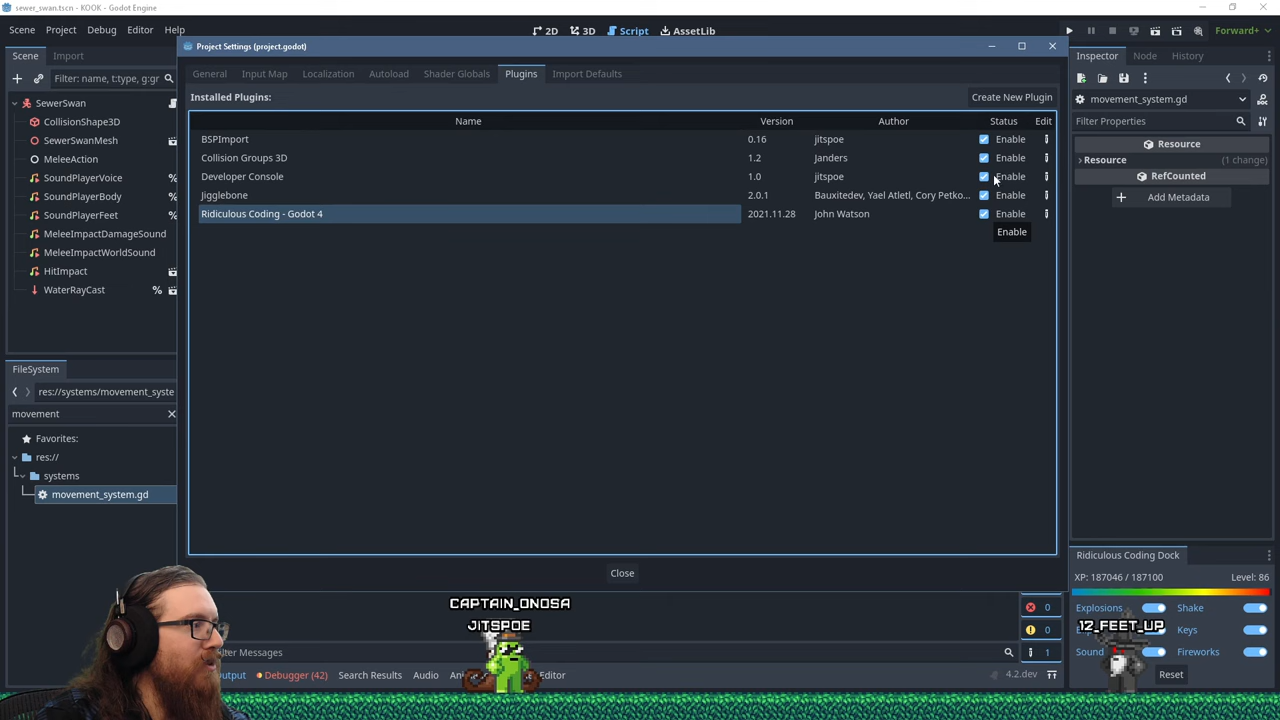 sewer_swan.tscn - KOOK - Godot Engine
Scene Project Debug Editor Help
2D 3D Script AssetLib
Forward+
Scene Import
Filter: name, t:type, g:gr
SewerSwan
CollisionShape3D
SewerSwanMesh
MeleeAction
SoundPlayerVoice
SoundPlayerBody
SoundPlayerFeet
MeleeImpactDamageSound
MeleeImpactWorldSound
HitImpact
WaterRayCast
%
FileSystem
res://systems/movement_syste
movement
Favorites:
res://
systems
movement_system.gd
Project Settings (project.godot)
General Input Map Localization Autoload Shader Globals Plugins Import Defaults
Installed Plugins:
Create New Plugin
Name Version Author Status Edit
BSPImport 0.16 jitspoe Enable
Collision Groups 3D 1.2 Janders Enable
Developer Console 1.0 jitspoe Enable
Jigglebone 2.0.1 Bauxitedev, Yael Atletl, Cory Petko... Enable
Ridiculous Coding - Godot 4 2021.11.28 John Watson Enable
Enable
Close
Inspector Node History
movement_system.gd
Filter Properties
Resource
Resource (1 change)
RefCounted
Add Metadata
Ridiculous Coding Dock
XP: 187046 / 187100 Level: 86
Explosions Shake
Keys
Sound Fireworks
Reset
CAPTAIN_ONOSA
JITSPOE
12_FEET_UP
0
0
1
ter Messages
utput Debugger (42) Search Results Audio An Editor
4.2.dev